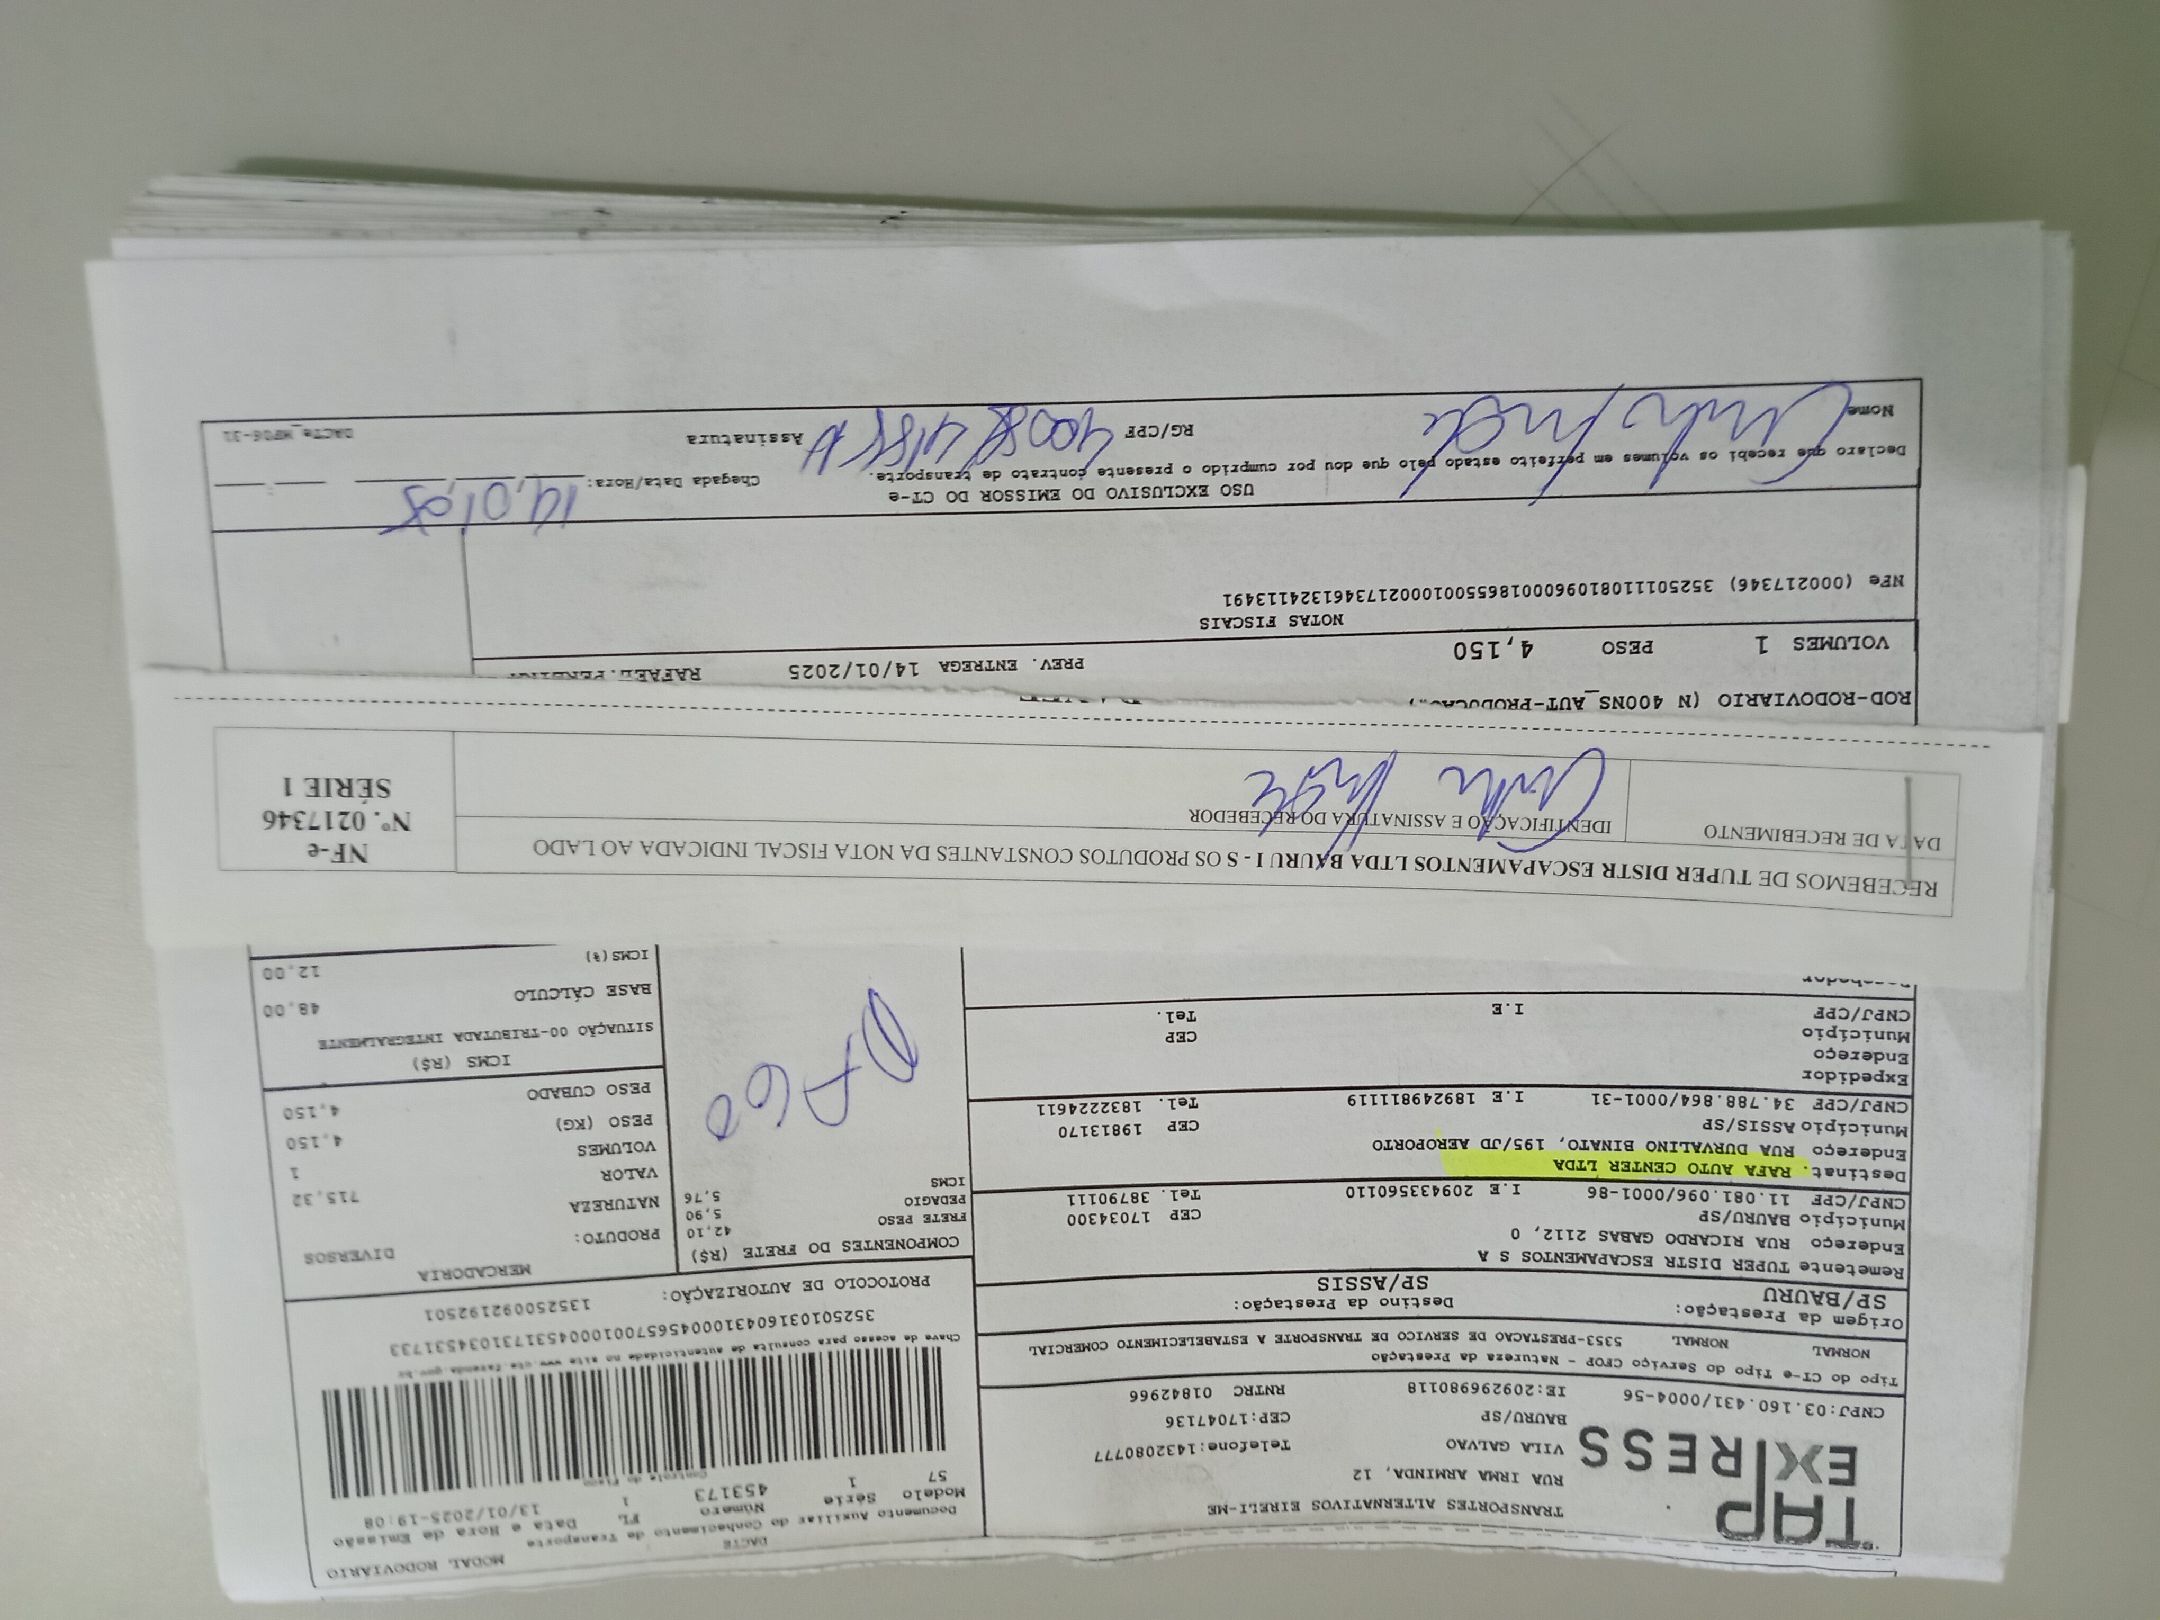 MODAL RODOVIÁRIO
DACTE
Documento Auxiliar do Conhecimento de Transporte
Modelo Série Número FL Data e Hora de Emissão
57 1 453173 1 13/01/2025-19:08
Controle do Fisco
TAP EXPRESS
TRANSPORTES ALTERNATIVOS EIRELI-ME
RUA IRMA ARMINDA, 12
VILA GALVAO Telefone:1432080777
BAURU/SP CEP:17047136
CNPJ:03.160.431/0004-56 IE:209296980118 RNTRC 01842966
Chave de acesso para consulta de autenticidade no site www.cte.fazenda.gov.br
35250103160431000456570010004531731034531733
PROTOCOLO DE AUTORIZAÇÃO: 135250092192501
Tipo do CT-e Tipo do Serviço CFOP - Natureza da Prestação
NORMAL NORMAL 5353-PRESTACAO DE SERVICO DE TRANSPORTE A ESTABELECIMENTO COMERCIAL
Origem da Prestação: Destino da Prestação:
SP/BAURU SP/ASSIS
Remetente TUPER DISTR ESCAPAMENTOS S A
Endereço RUA RICARDO GABAS 2112, 0
Município BAURU/SP CEP 17034300
CNPJ/CPF 11.081.096/0001-86 I.E 209433560110 Tel. 38790111
Destinat. RAFA AUTO CENTER LTDA
Endereço RUA DURVALINO BINATO, 195/JD AEROPORTO
Município ASSIS/SP CEP 19813170
CNPJ/CPF 34.788.864/0001-31 I.E 189249811119 Tel. 1832224611
Expedidor
Endereço
Município CEP
CNPJ/CPF I.E Tel.
COMPONENTES DO FRETE (R$)
FRETE PESO 42,10
PEDAGIO 5,90
ICMS 5,76
PAGO
MERCADORIA
PRODUTO: DIVERSOS
NATUREZA
VALOR 715,32
VOLUMES 1
PESO (KG) 4,150
PESO CUBADO 4,150
ICMS (R$)
SITUAÇÃO 00-TRIBUTADA INTEGRALMENTE
BASE CÁLCULO 48,00
ICMS (%) 12,00
RECEBEMOS DE TUPER DISTR ESCAPAMENTOS LTDA BAURU I - S OS PRODUTOS CONSTANTES DA NOTA FISCAL INDICADA AO LADO
DATA DE RECEBIMENTO
IDENTIFICAÇÃO E ASSINATURA DO RECEBEDOR
NF-e
Nº. 0217346
SÉRIE 1
ROD-RODOVIARIO (N 400NS_AUT-PRODUCAO
VOLUMES 1 PESO 4,150 PREV. ENTREGA 14/01/2025 RAFAEL.PEREIRA
NOTAS FISCAIS
NFe (000217346) 35250111081096000186550010002173461324113491
USO EXCLUSIVO DO EMISSOR DO CT-e
Declaro que recebi os volumes em perfeito estado pelo que dou por cumprido o presente contrato de transporte. Chegada Data/Hora: 14,01,25
Nome RG/CPF Assinatura
DACTe_MP06-31